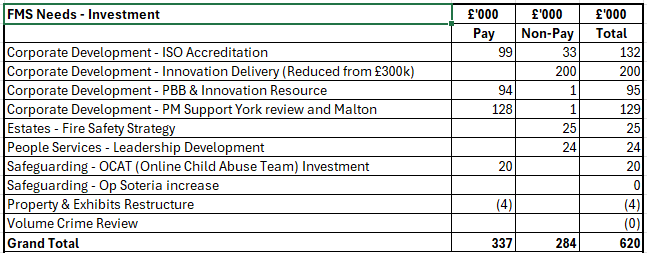 FMS Needs - Investment £'000 £'000 £'000
Pay Non-Pay Total
Corporate Development - ISO Accreditation 99 33 132
Corporate Development - Innovation Delivery (Reduced from £300k) 200 200
Corporate Development - PBB & Innovation Resource 94 1 95
Corporate Development - PM Support York review and Malton 128 1 129
Estates - Fire Safety Strategy 25 25
People Services - Leadership Development 24 24
Safeguarding - OCAT (Online Child Abuse Team) Investment 20 20
Safeguarding - Op Soteria increase 0
Property & Exhibits Restructure (4) (4)
Volume Crime Review (0)
Grand Total 337 284 620